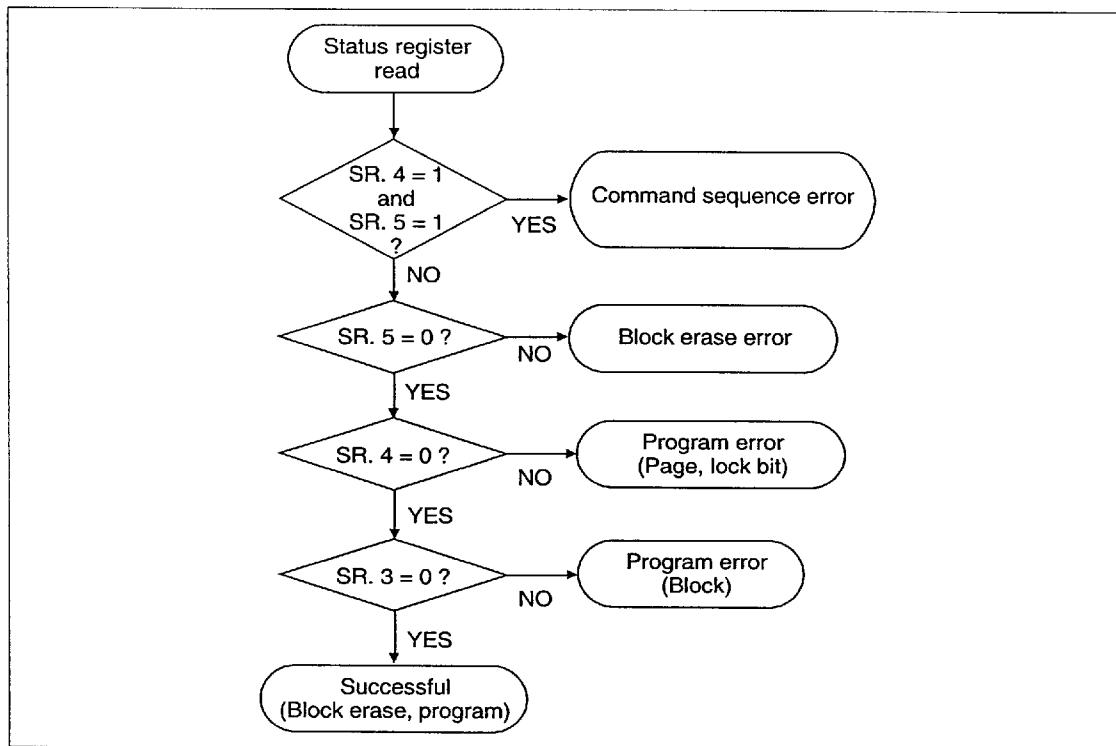 Status register
read
SR. 4 = 1
and
SR. 5 = 1
?
YES
Command sequence error
NO
SR. 5 = 0 ?
NO
Block erase error
YES
SR. 4 = 0 ?
NO
Program error
(Page, lock bit)
YES
SR. 3 = 0 ?
NO
Program error
(Block)
YES
Successful
(Block erase, program)